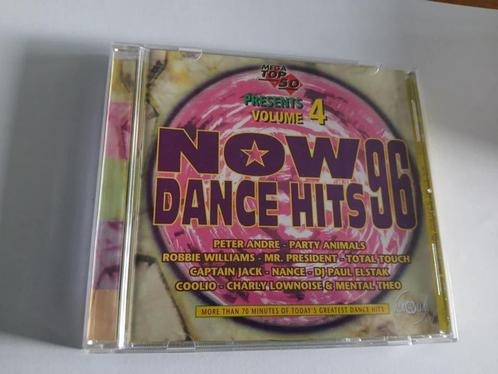 MEGA
TOP 50
PRESENTS
VOLUME 4
NOW
DANCE HITS 96
PETER ANDRE - PARTY ANIMALS
ROBBIE WILLIAMS - MR. PRESIDENT - TOTAL TOUCH
CAPTAIN JACK - NANCE - DJ PAUL ELSTAK
COOLIO - CHARLY LOWNOISE & MENTAL THEO
MORE THAN 70 MINUTES OF TODAY'S GREATEST DANCE HITS